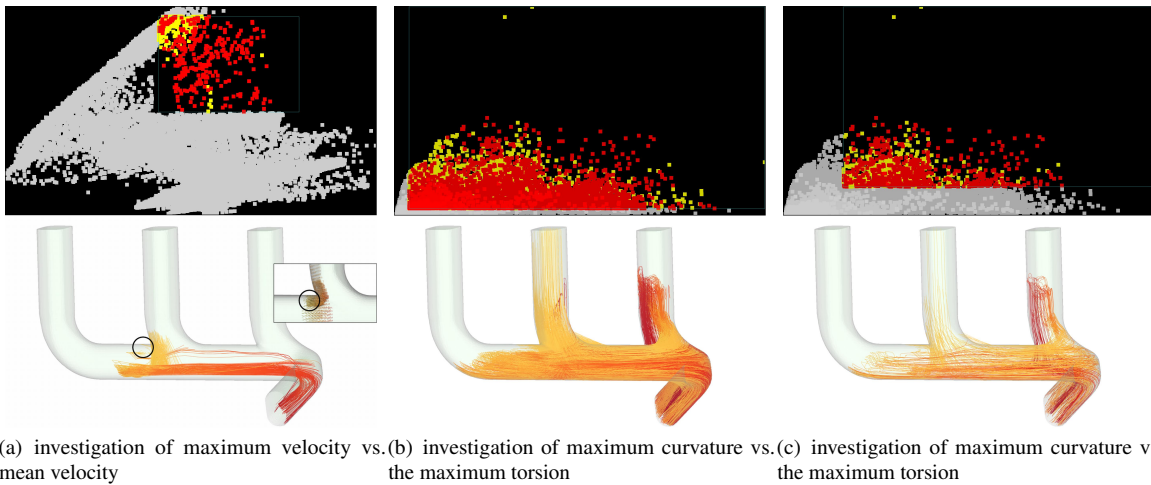 (a) investigation of maximum velocity vs.
mean velocity
(b) investigation of maximum curvature vs.
the maximum torsion
(c) investigation of maximum curvature v
the maximum torsion